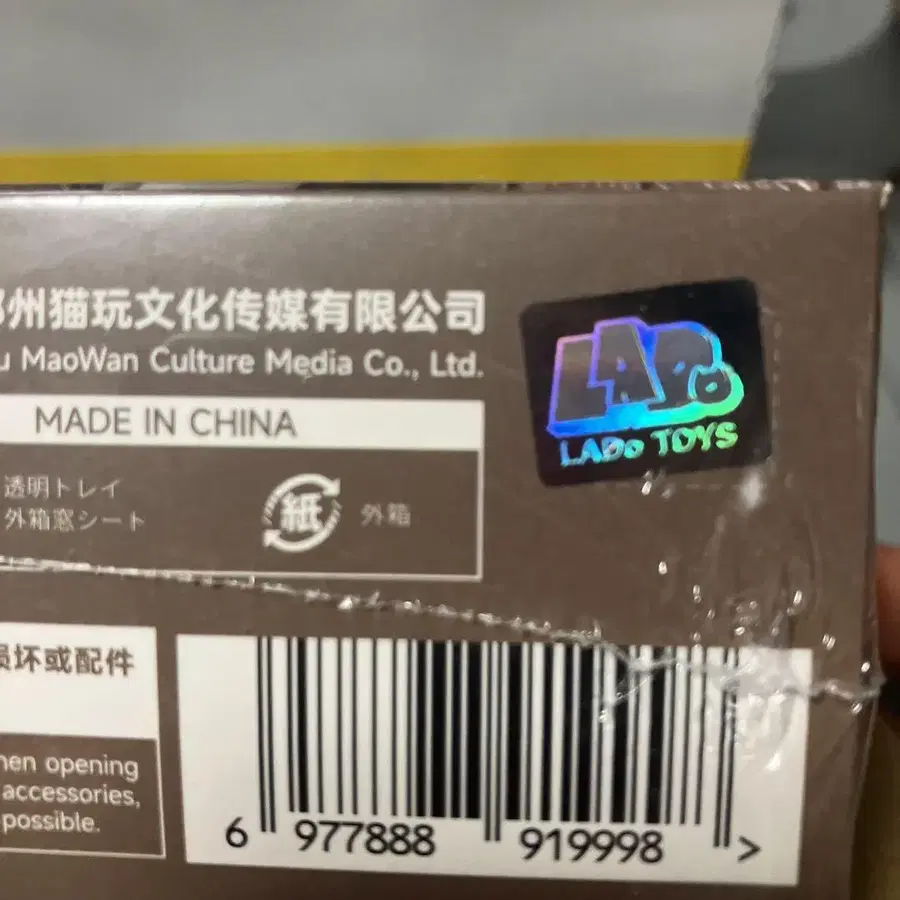 州猫玩文化传媒有限公司
u MaoWan Culture Media Co., Ltd.
MADE IN CHINA
透明トレイ
外箱窓シート
紙
外箱
LADo
LADo TOYS
损坏或配件
hen opening
accessories,
possible.
6 977888 919998 >